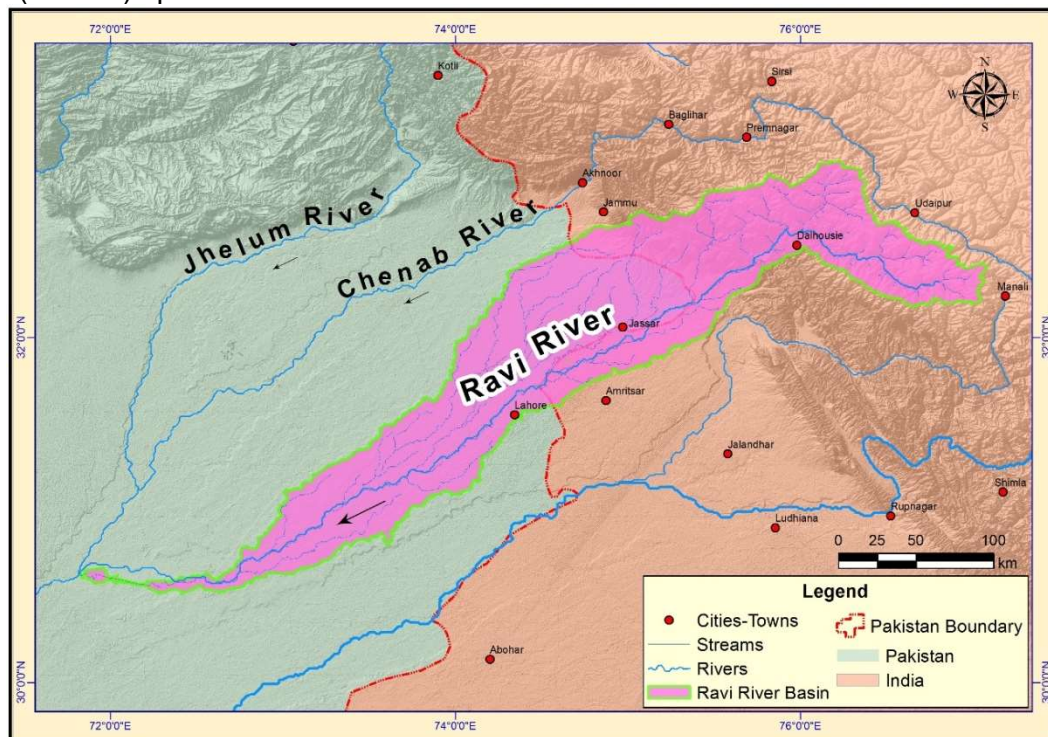 72°0'0"E
74°0'0"E
76°0'0"E
Kotli
Sirsi
N
W
E
S
Baglihar
Premnagar
Akhnoor
Jammu
Udaipur
Jhelum River
Chenab River
Dalhousie
Manali
32°0'0"N
32°0'0"N
Jassar
Ravi River
Amritsar
Lahore
Jalandhar
Shimla
Rupnagar
Ludhiana
0
25
50
100
km
Legend
Cities-Towns
Streams
Rivers
Ravi River Basin
Pakistan Boundary
Pakistan
India
Abohar
30°0'0"N
30°0'0"N
72°0'0"E
74°0'0"E
76°0'0"E